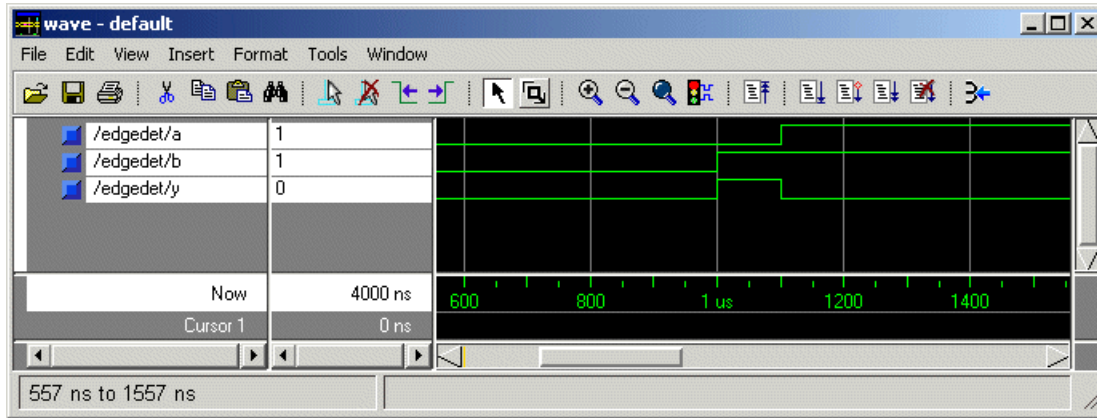 wave - default
File Edit View Insert Format Tools Window
/edgedet/a 1
/edgedet/b 1
/edgedet/y 0
Now 4000 ns 600 800 1 us 1200 1400
Cursor 1 0 ns
557 ns to 1557 ns